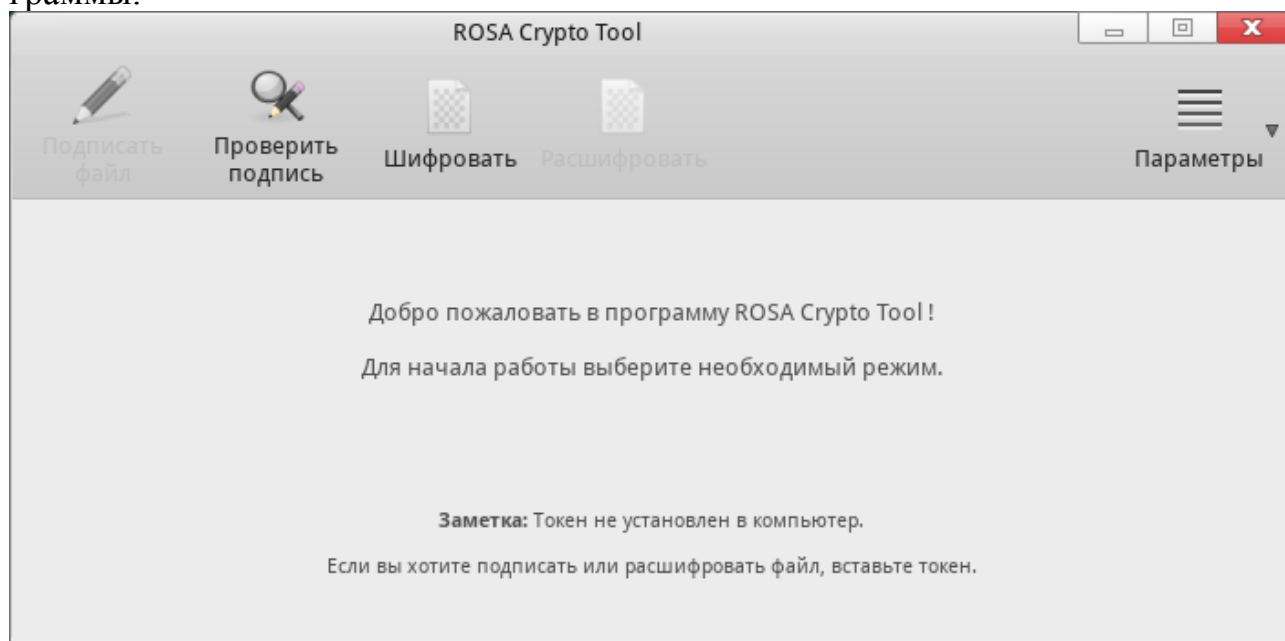 граммы.
ROSA Crypto Tool
Подписать
файл
Проверить
подпись
Шифровать
Расшифровать
Параметры
Добро пожаловать в программу ROSA Crypto Tool !
Для начала работы выберите необходимый режим.
Заметка: Токен не установлен в компьютер.
Если вы хотите подписать или расшифровать файл, вставьте токен.